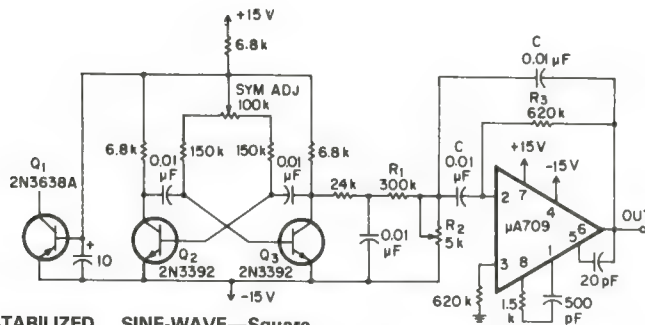 +15 V
6.8 k
SYM ADJ
100k
6.8k
0.01
µF
150k
150k
0.01
µF
6.8k
Q1
2N3638A
+
10
Q2
2N3392
Q3
2N3392
-15 V
24k
0.01
µF
R1
300k
R2
5k
C
0.01
µF
C
0.01
µF
R3
620k
+15V
-15V
7
4
2
µA709
3
6
5
1
8
OUT
620
k
1.5
k
500
pF
20 pF
STABILIZED SINE-WAVE—Square